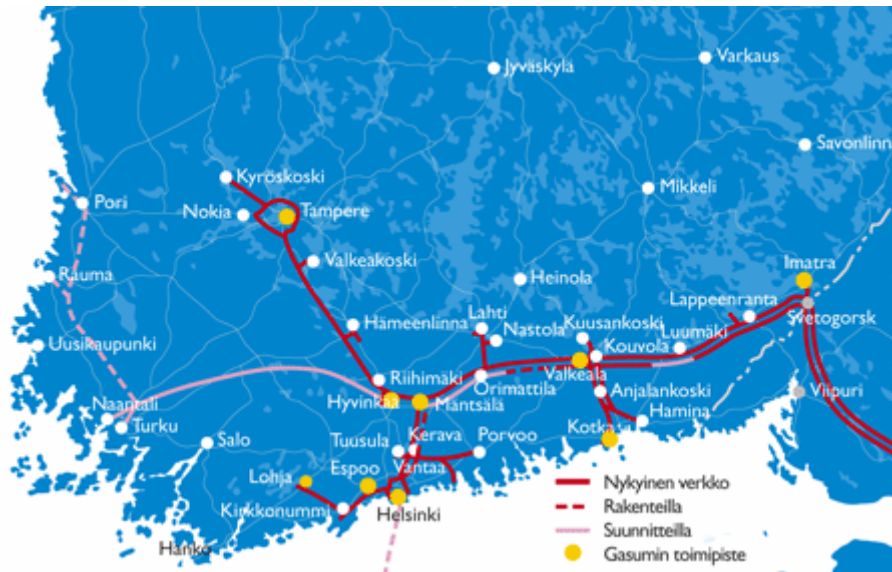 Jyväskylä
Varkaus
Savonlinn
Kyröskoski
Mikkeli
Pori
Nokia
Tampere
Valkeakoski
Imatra
Rauma
Heinola
Lappeenranta
Svetogorsk
Lahti
Hämeenlinna
Nastola
Kuusankoski
Luumäki
Uusikaupunki
Kouvola
Valkeala
Riihimäki
Orimattila
Anjalankoski
Viipuri
Hyvinkää
Mäntsälä
Naantali
Hamina
Turku
Kotka
Salo
Tuusula
Kerava
Porvoo
Lohja
Espoo
Vantaa
Kirkkonummi
Helsinki
Hanko
Nykyinen verkko
Rakenteilla
Suunnitteilla
Gasumin toimipiste